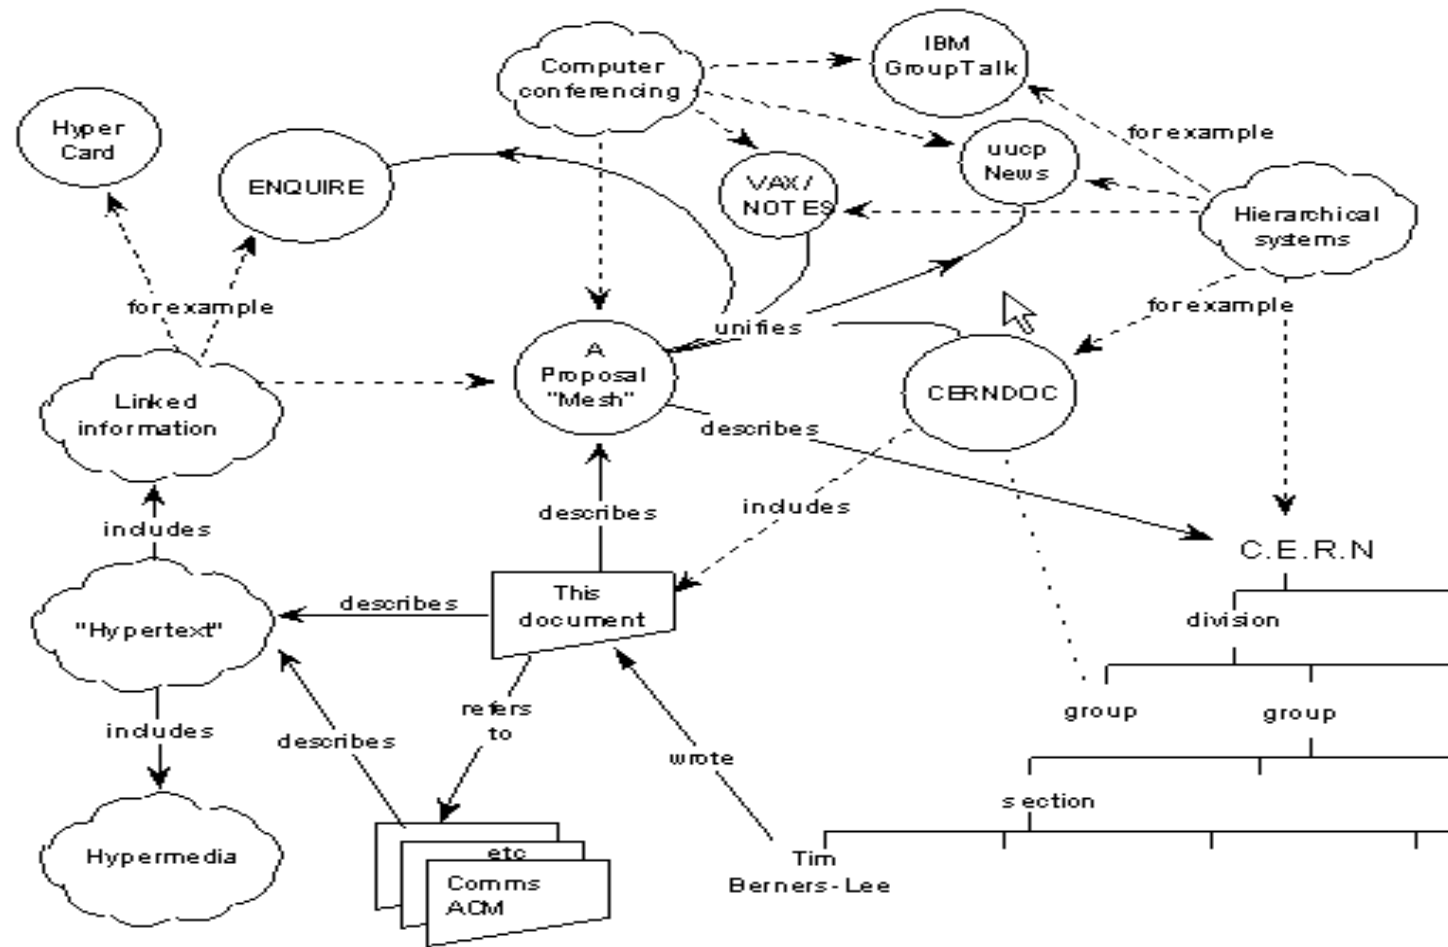 IBM
GroupTalk
Computer
conferencing
Hyper
Card
for example
uucp
News
ENQUIRE
VAX/
NOTES
Hierarchical
systems
for example
for example
unifies
A
Proposal
"Mesh"
CERNDOC
Linked
information
describes
includes
describes
includes
C.E.R.N
This
document
describes
"Hypertext"
division
refers
to
group
group
includes
describes
wrote
section
Hypermedia
etc
Comms
ACM
Tim
Berners-Lee